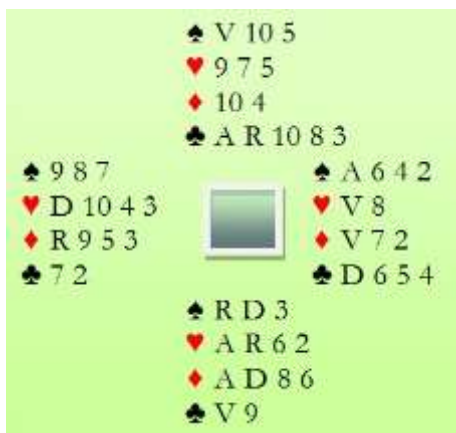 ♠ V 10 5
♥ 9 7 5
♦ 10 4
♣ A R 10 8 3
♠ 9 8 7
♥ D 10 4 3
♦ R 9 5 3
♣ 7 2
♠ A 6 4 2
♥ V 8
♦ V 7 2
♣ D 6 5 4
♠ R D 3
♥ A R 6 2
♦ A D 8 6
♣ V 9